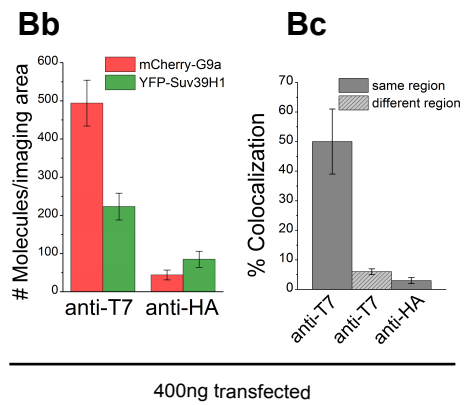 Bb
# Molecules/imaging area
600
500
400
300
200
100
0
mCherry-G9a
YFP-Suv39H1
anti-T7
anti-HA
Bc
% Colocalization
70
60
50
40
30
20
10
0
same region
different region
anti-T7
anti-T7
anti-HA
400ng transfected